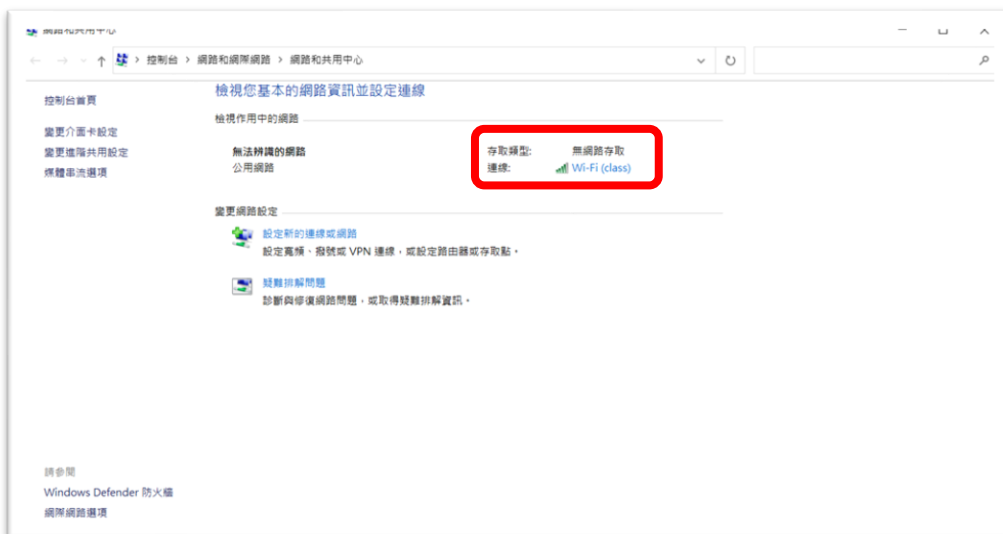 網路和共用中心
控制台 › 網路和網際網路 › 網路和共用中心
控制台首頁
變更介面卡設定
變更進階共用設定
媒體串流選項
檢視您基本的網路資訊並設定連線
檢視作用中的網路
無法辨識的網路
公用網路
存取類型: 無網路存取
連線: Wi-Fi (class)
變更網路設定
設定新的連線或網路
設定寬頻、撥號或 VPN 連線，或設定路由器或存取點。
疑難排解問題
診斷與修復網路問題，或取得疑難排解資訊。
請參閱
Windows Defender 防火牆
網際網路選項